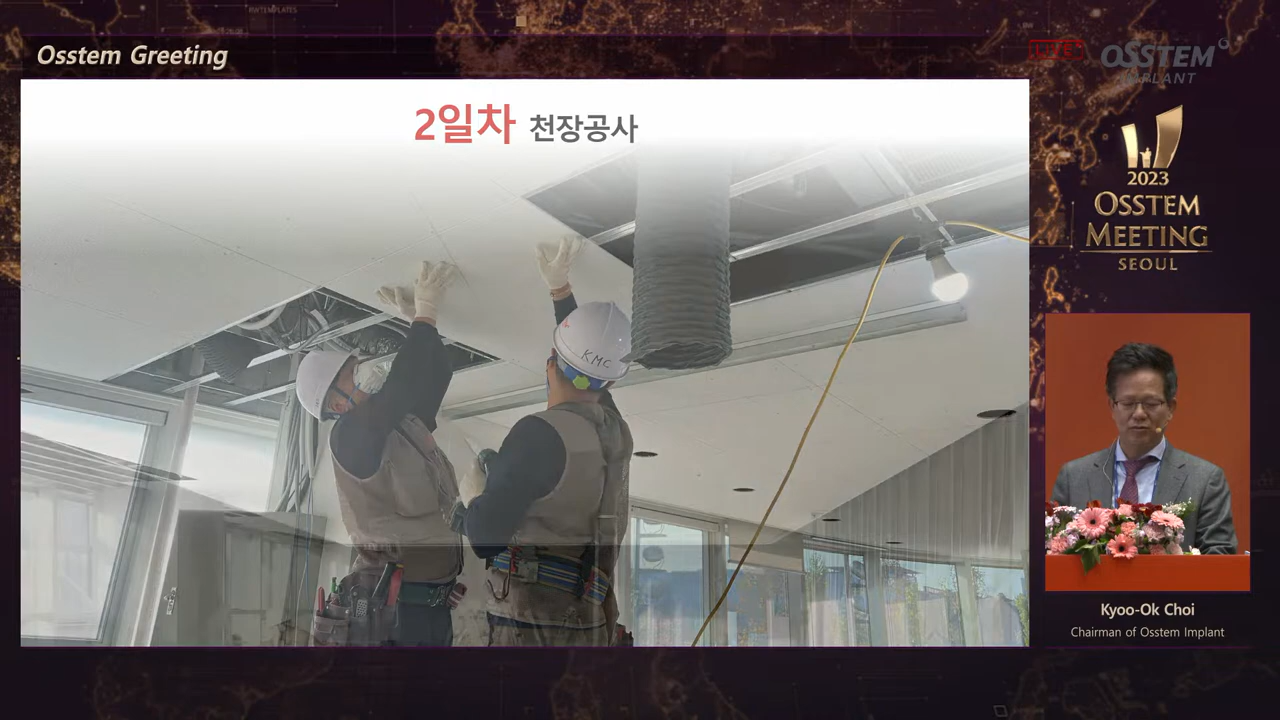 RWTEMPLATES
Osstem Greeting
LIVE
OSSTEM
IMPLANT
2일차 천장공사
KMC
2023
OSSTEM
MEETING
SEOUL
Kyoo-Ok Choi
Chairman of Osstem Implant